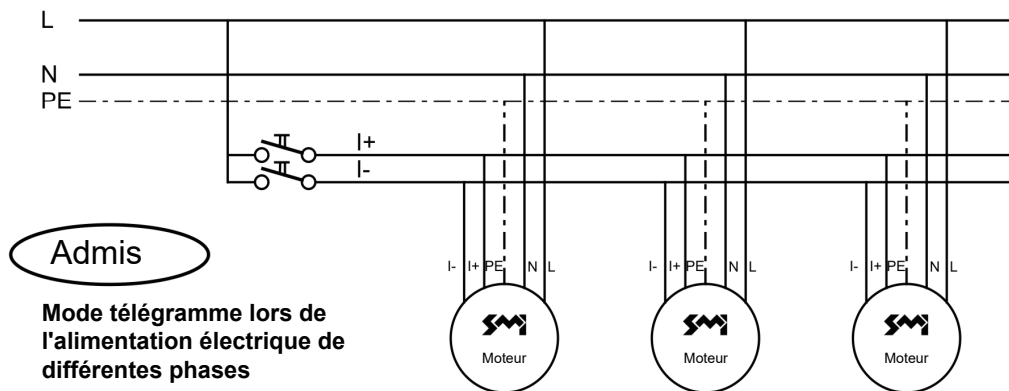 L
N
PE
I+
I-
Admis
I- I+ PE N L
I- I+ PE N L
I- I+ PE N L
Mode télégramme lors de
l'alimentation électrique de
différentes phases
SMI
Moteur
SMI
Moteur
SMI
Moteur